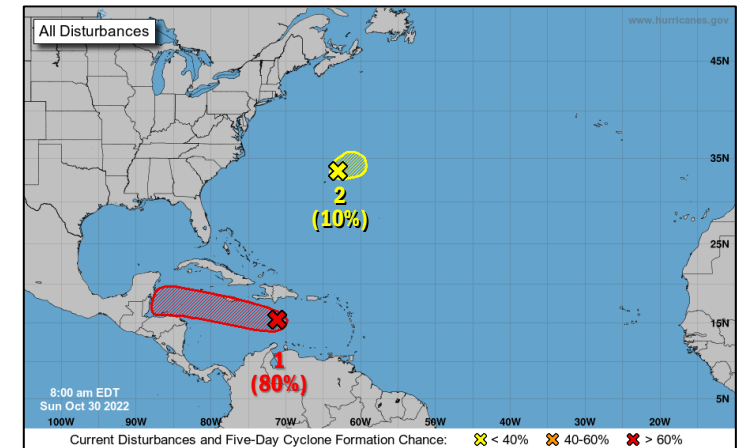 All Disturbances
www.hurricanes.gov
45N
35N
2
(10%)
25N
15N
1
(80%)
8:00 am EDT
Sun Oct 30 2022
5N
100W 90W 80W 70W 60W 50W 40W 30W 20W
Current Disturbances and Five-Day Cyclone Formation Chance: < 40% 40-60% > 60%